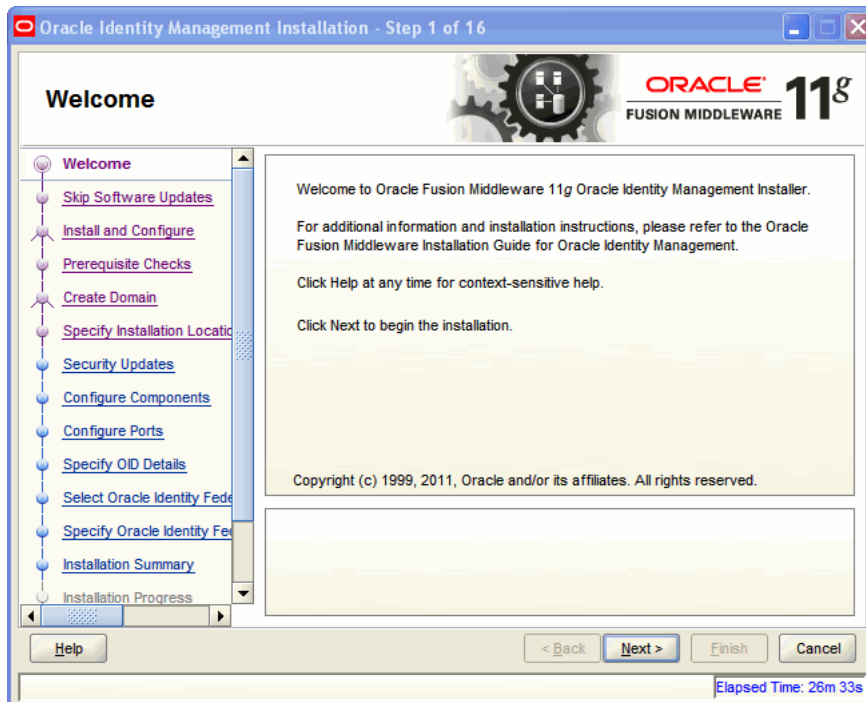 Oracle Identity Management Installation - Step 1 of 16
Welcome
ORACLE® 11g
FUSION MIDDLEWARE
Welcome
Skip Software Updates
Install and Configure
Prerequisite Checks
Create Domain
Specify Installation Locatio
Security Updates
Configure Components
Configure Ports
Specify OID Details
Select Oracle Identity Fede
Specify Oracle Identity Fed
Installation Summary
Installation Progress
Welcome to Oracle Fusion Middleware 11g Oracle Identity Management Installer.
For additional information and installation instructions, please refer to the Oracle
Fusion Middleware Installation Guide for Oracle Identity Management.
Click Help at any time for context-sensitive help.
Click Next to begin the installation.
Copyright (c) 1999, 2011, Oracle and/or its affiliates. All rights reserved.
Help
< Back
Next >
Finish
Cancel
Elapsed Time: 26m 33s